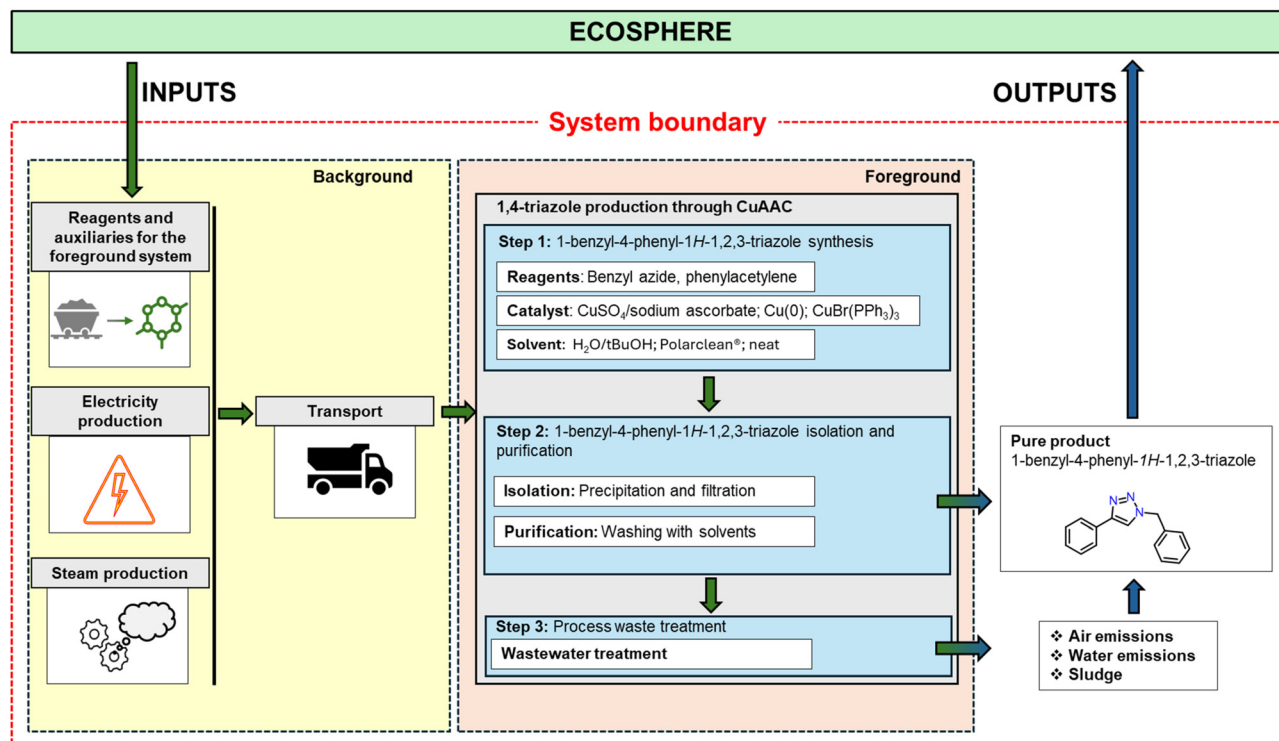 ECOSPHERE
INPUTS
OUTPUTS
System boundary
Background
Reagents and
auxiliaries for the
foreground system
Electricity
production
Steam production
Transport
Foreground
1,4-triazole production through CuAAC
Step 1: 1-benzyl-4-phenyl-1H-1,2,3-triazole synthesis
Reagents: Benzyl azide, phenylacetylene
Catalyst: CuSO₄/sodium ascorbate; Cu(0); CuBr(PPh₃)₃
Solvent: H₂O/tBuOH; Polarclean®; neat
Step 2: 1-benzyl-4-phenyl-1H-1,2,3-triazole isolation and
purification
Isolation: Precipitation and filtration
Purification: Washing with solvents
Step 3: Process waste treatment
Wastewater treatment
Pure product
1-benzyl-4-phenyl-1H-1,2,3-triazole
N N
N
❖ Air emissions
❖ Water emissions
❖ Sludge